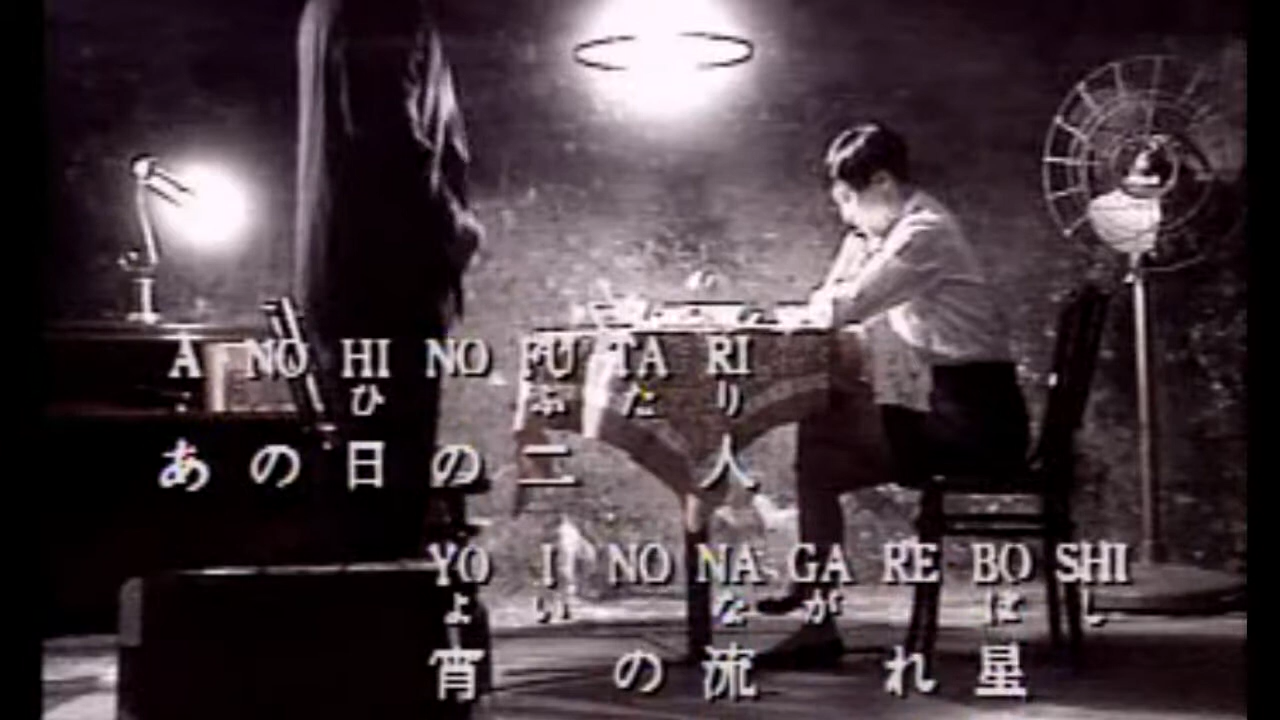 A NO HI NO FU TA RI
ひ ふ た り
あの日の二人
YO I NO NA GA RE BO SHI
よ い な が ぼ し
宵の流れ星